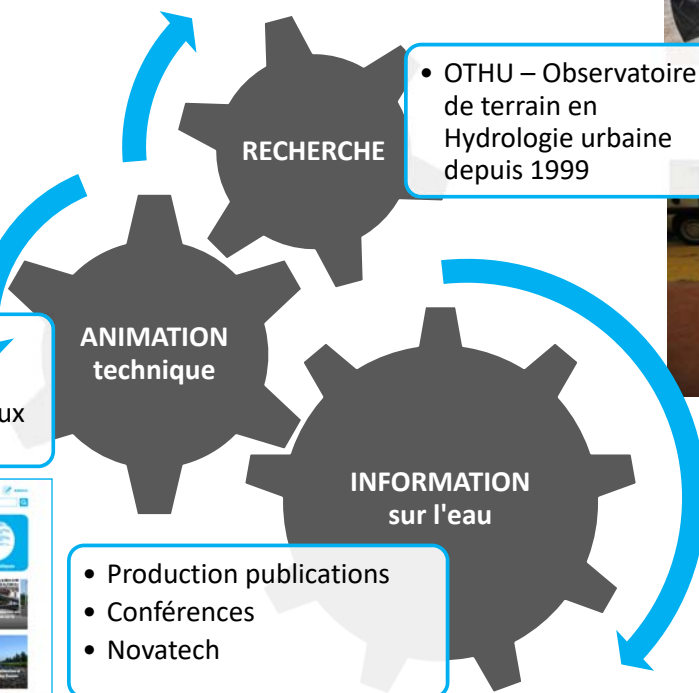 • OTHU – Observatoire
de terrain en
Hydrologie urbaine
depuis 1999
RECHERCHE
ANIMATION
technique
ux
INFORMATION
sur l'eau
• Production publications
• Conférences
• Novatech